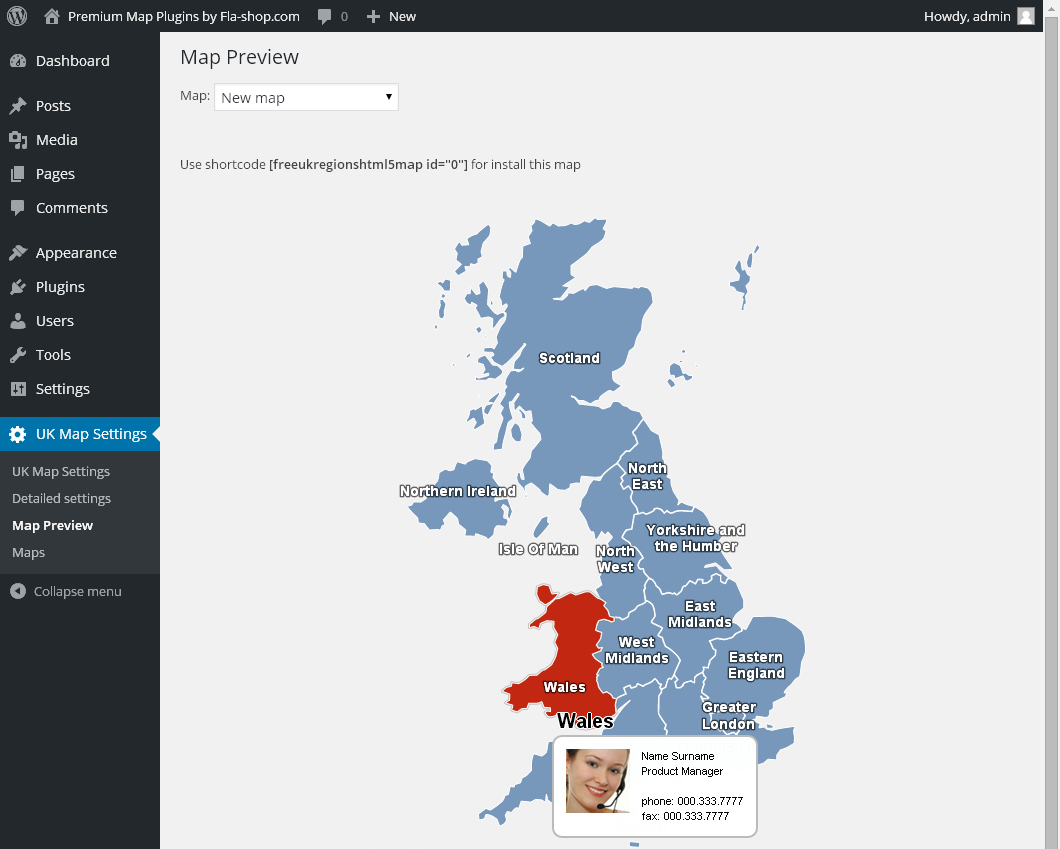 Premium Map Plugins by Fla-shop.com 0 New Howdy, admin
Dashboard
Posts
Media
Pages
Comments
Appearance
Plugins
Users
Tools
Settings
UK Map Settings
UK Map Settings
Detailed settings
Map Preview
Maps
Collapse menu
Map Preview
Map: New map
Use shortcode [freeukregionshtml5map id="0"] for install this map
Scotland
North
East
Northern Ireland
Yorkshire and
the Humber
Isle Of Man
North
West
East
Midlands
West
Midlands
Eastern
England
Wales
Greater
London
Wales
Name Surname
Product Manager
phone: 000.333.7777
fax: 000.333.7777